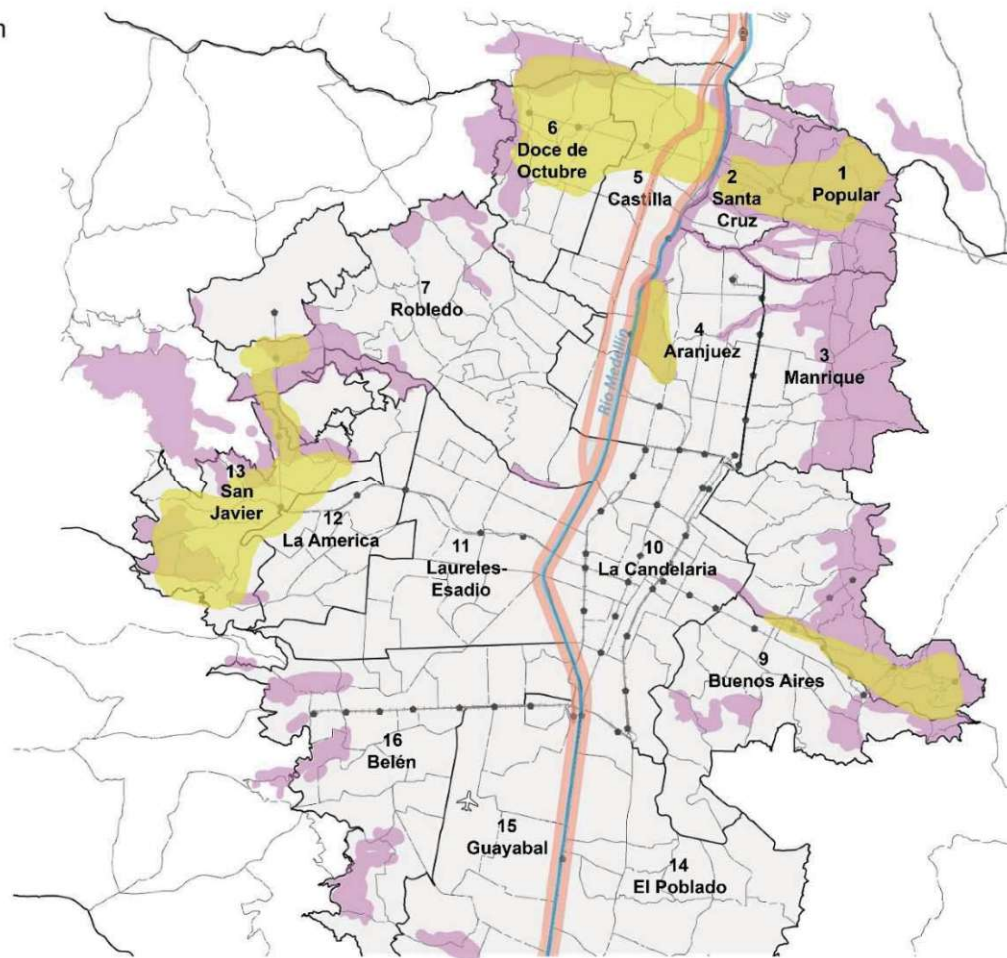 n
6
Doce de
Octubre
5
Castilla
2
Santa
Cruz
1
Popular
7
Robledo
Rio Medellín
4
Aranjuez
3
Manrique
13
San
Javier
12
La America
11
Laureles-
Esadio
10
La Candelaria
9
Buenos Aires
16
Belén
15
Guayabal
14
El Poblado